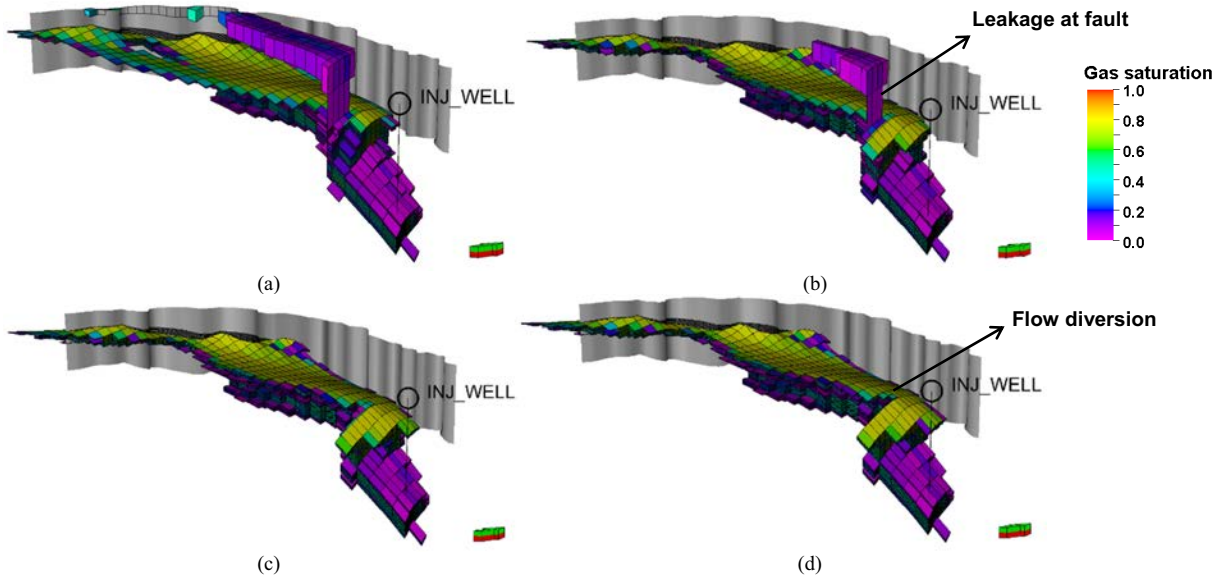 Leakage at fault
Gas saturation
1.0
0.8
0.6
0.4
0.2
0.0
INJ_WELL
INJ_WELL
(a)
(b)
Flow diversion
INJ_WELL
INJ_WELL
(c)
(d)